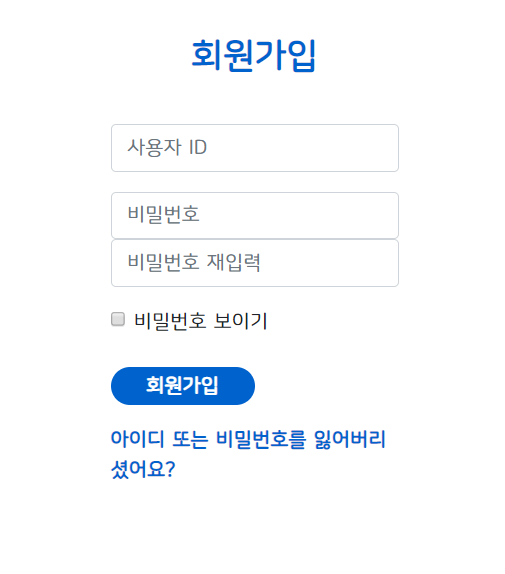 회원가입
사용자 ID
비밀번호
비밀번호 재입력
비밀번호 보이기
회원가입
아이디 또는 비밀번호를 잃어버리
셨어요?